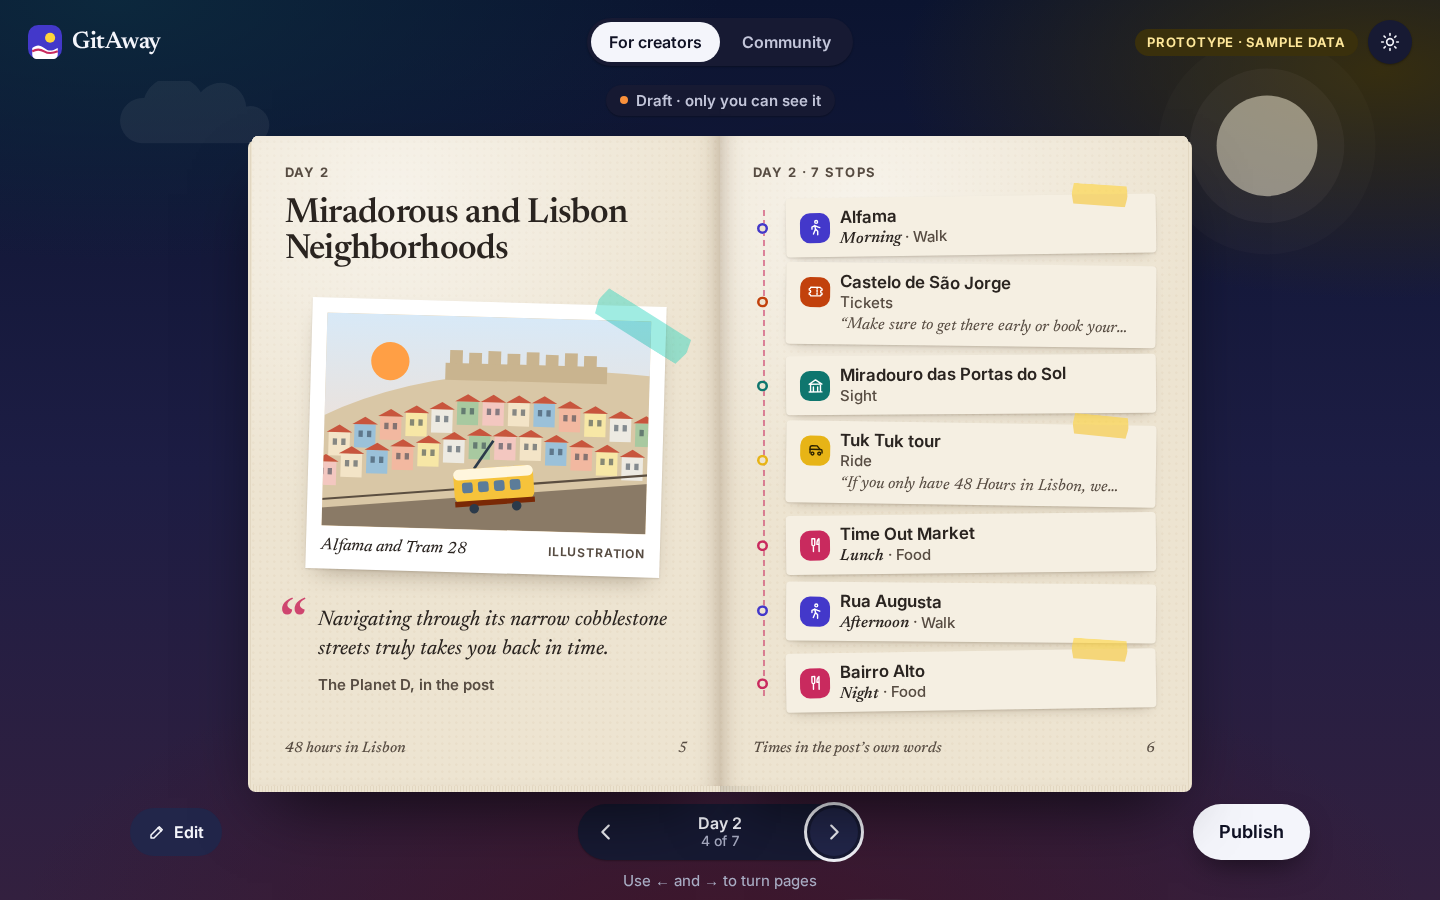 GitAway
For creators
Community
PROTOTYPE · SAMPLE DATA
Draft · only you can see it
DAY 2
Miradorous and Lisbon
Neighborhoods
Alfama and Tram 28
ILLUSTRATION
“
Navigating through its narrow cobblestone
streets truly takes you back in time.
The Planet D, in the post
48 hours in Lisbon
5
DAY 2 · 7 STOPS
Alfama
Morning · Walk
Castelo de São Jorge
Tickets
“Make sure to get there early or book your...
Miradouro das Portas do Sol
Sight
Tuk Tuk tour
Ride
“If you only have 48 Hours in Lisbon, we...
Time Out Market
Lunch · Food
Rua Augusta
Afternoon · Walk
Bairro Alto
Night · Food
Times in the post’s own words
6
Edit
Day 2
4 of 7
Publish
Use ← and → to turn pages